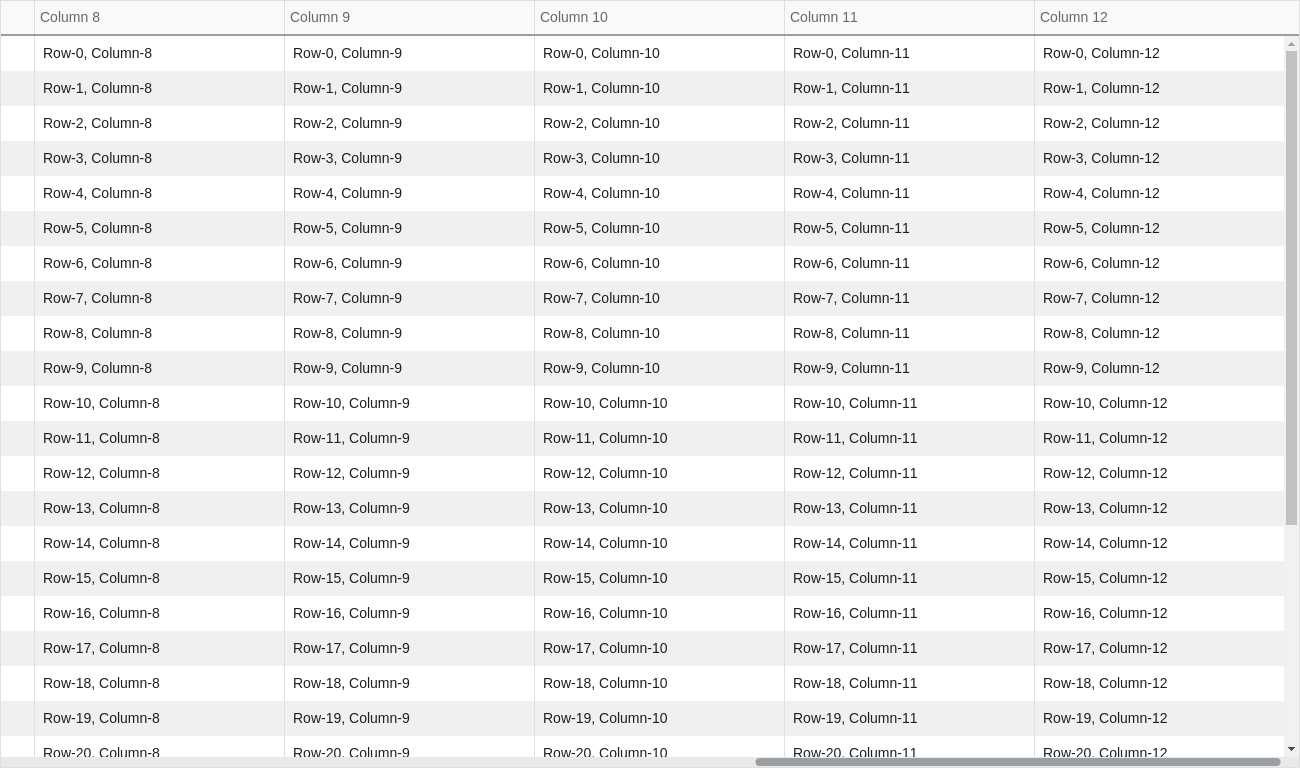 Column 8 Column 9 Column 10 Column 11 Column 12
Row-0, Column-8 Row-0, Column-9 Row-0, Column-10 Row-0, Column-11 Row-0, Column-12
Row-1, Column-8 Row-1, Column-9 Row-1, Column-10 Row-1, Column-11 Row-1, Column-12
Row-2, Column-8 Row-2, Column-9 Row-2, Column-10 Row-2, Column-11 Row-2, Column-12
Row-3, Column-8 Row-3, Column-9 Row-3, Column-10 Row-3, Column-11 Row-3, Column-12
Row-4, Column-8 Row-4, Column-9 Row-4, Column-10 Row-4, Column-11 Row-4, Column-12
Row-5, Column-8 Row-5, Column-9 Row-5, Column-10 Row-5, Column-11 Row-5, Column-12
Row-6, Column-8 Row-6, Column-9 Row-6, Column-10 Row-6, Column-11 Row-6, Column-12
Row-7, Column-8 Row-7, Column-9 Row-7, Column-10 Row-7, Column-11 Row-7, Column-12
Row-8, Column-8 Row-8, Column-9 Row-8, Column-10 Row-8, Column-11 Row-8, Column-12
Row-9, Column-8 Row-9, Column-9 Row-9, Column-10 Row-9, Column-11 Row-9, Column-12
Row-10, Column-8 Row-10, Column-9 Row-10, Column-10 Row-10, Column-11 Row-10, Column-12
Row-11, Column-8 Row-11, Column-9 Row-11, Column-10 Row-11, Column-11 Row-11, Column-12
Row-12, Column-8 Row-12, Column-9 Row-12, Column-10 Row-12, Column-11 Row-12, Column-12
Row-13, Column-8 Row-13, Column-9 Row-13, Column-10 Row-13, Column-11 Row-13, Column-12
Row-14, Column-8 Row-14, Column-9 Row-14, Column-10 Row-14, Column-11 Row-14, Column-12
Row-15, Column-8 Row-15, Column-9 Row-15, Column-10 Row-15, Column-11 Row-15, Column-12
Row-16, Column-8 Row-16, Column-9 Row-16, Column-10 Row-16, Column-11 Row-16, Column-12
Row-17, Column-8 Row-17, Column-9 Row-17, Column-10 Row-17, Column-11 Row-17, Column-12
Row-18, Column-8 Row-18, Column-9 Row-18, Column-10 Row-18, Column-11 Row-18, Column-12
Row-19, Column-8 Row-19, Column-9 Row-19, Column-10 Row-19, Column-11 Row-19, Column-12
Row-20, Column-8 Row-20, Column-9 Row-20, Column-10 Row-20, Column-11 Row-20, Column-12